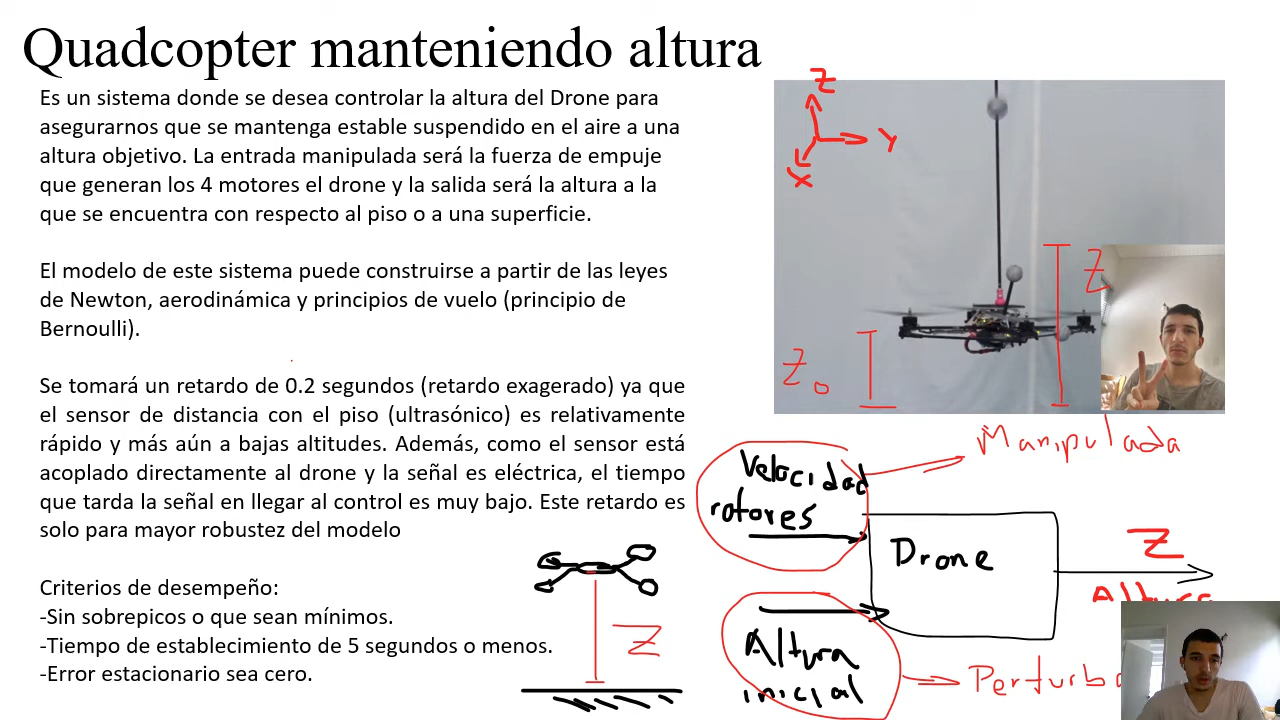 Quadcopter manteniendo altura
Es un sistema donde se desea controlar la altura del Drone para
asegurarnos que se mantenga estable suspendido en el aire a una
altura objetivo. La entrada manipulada será la fuerza de empuje
que generan los 4 motores el drone y la salida será la altura a la
que se encuentra con respecto al piso o a una superficie.
El modelo de este sistema puede construirse a partir de las leyes
de Newton, aerodinámica y principios de vuelo (principio de
Bernoulli).
Se tomará un retardo de 0.2 segundos (retardo exagerado) ya que
el sensor de distancia con el piso (ultrasónico) es relativamente
rápido y más aún a bajas altitudes. Además, como el sensor está
acoplado directamente al drone y la señal es eléctrica, el tiempo
que tarda la señal en llegar al control es muy bajo. Este retardo es
solo para mayor robustez del modelo
Criterios de desempeño:
-Sin sobrepicos o que sean mínimos.
-Tiempo de establecimiento de 5 segundos o menos.
-Error estacionario sea cero.
Z
Z
Y
X
Z
Zo
Manipulada
Velocidad
rotores
Drone
Z
Altura
inicial